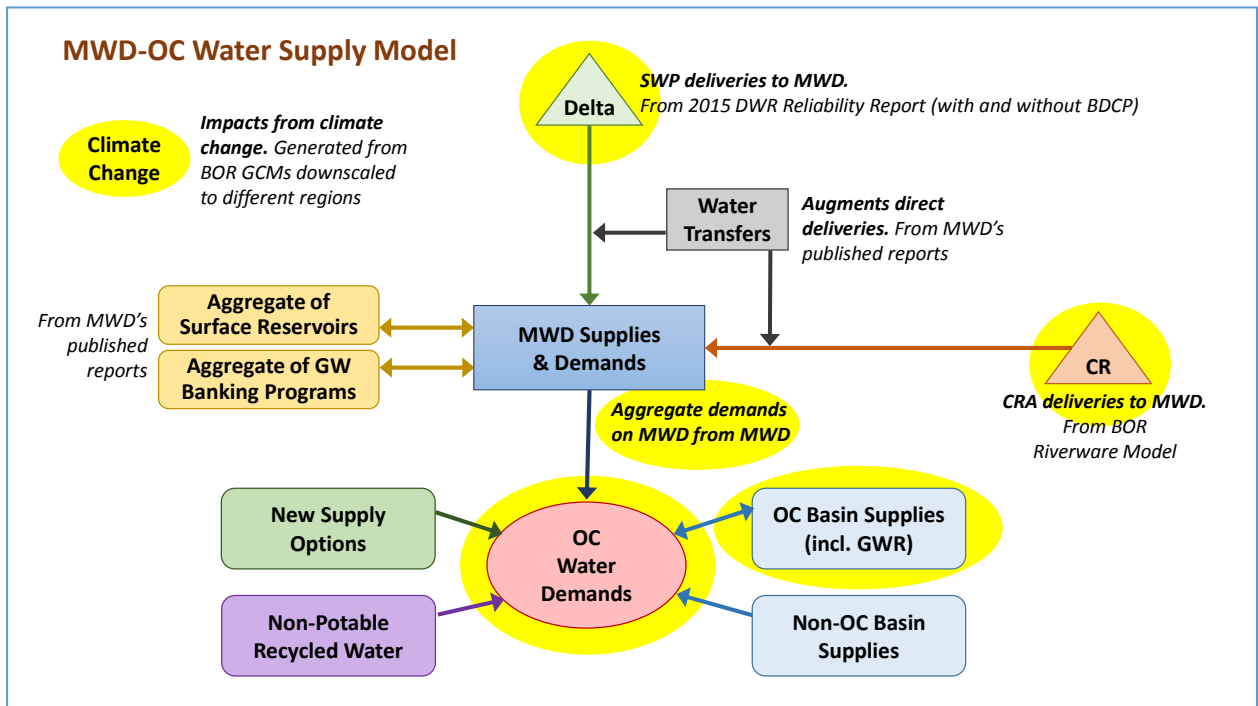 MWD-OC Water Supply Model
Climate
Change
Impacts from climate
change. Generated from
BOR GCMs downscaled
to different regions
Delta
SWP deliveries to MWD.
From 2015 DWR Reliability Report (with and without BDCP)
Water
Transfers
Augments direct
deliveries. From MWD’s
published reports
From MWD’s
published
reports
Aggregate of
Surface Reservoirs
Aggregate of GW
Banking Programs
MWD Supplies
& Demands
CR
CRA deliveries to MWD.
From BOR
Riverware Model
Aggregate demands
on MWD from MWD
New Supply
Options
OC
Water
Demands
OC Basin Supplies
(incl. GWR)
Non-Potable
Recycled Water
Non-OC Basin
Supplies